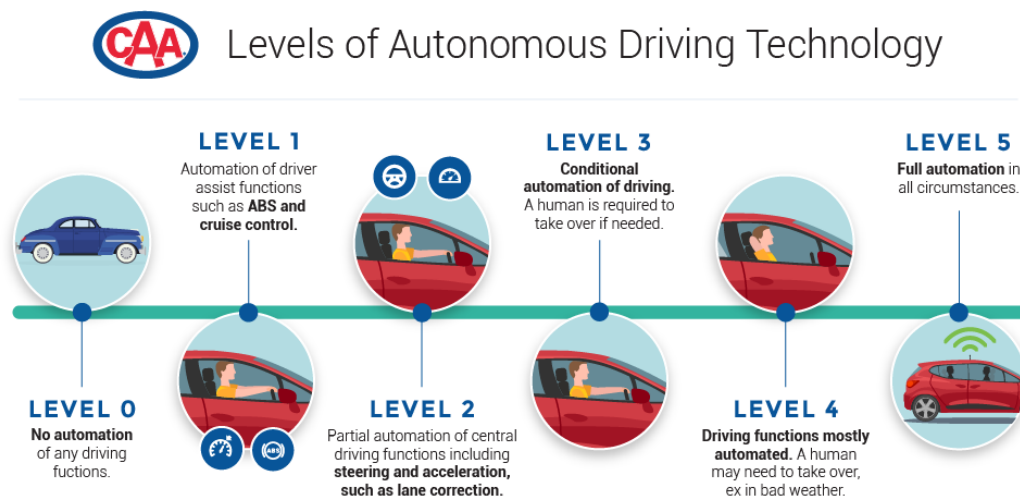 CAA
Levels of Autonomous Driving Technology
LEVEL 0
No automation
of any driving
fuctions.
LEVEL 1
Automation of driver
assist functions
such as ABS and
cruise control.
ABS
LEVEL 2
Partial automation of central
driving functions including
steering and acceleration,
such as lane correction.
LEVEL 3
Conditional
automation of driving.
A human is required to
take over if needed.
LEVEL 4
Driving functions mostly
automated. A human
may need to take over,
ex in bad weather.
LEVEL 5
Full automation in
all circumstances.